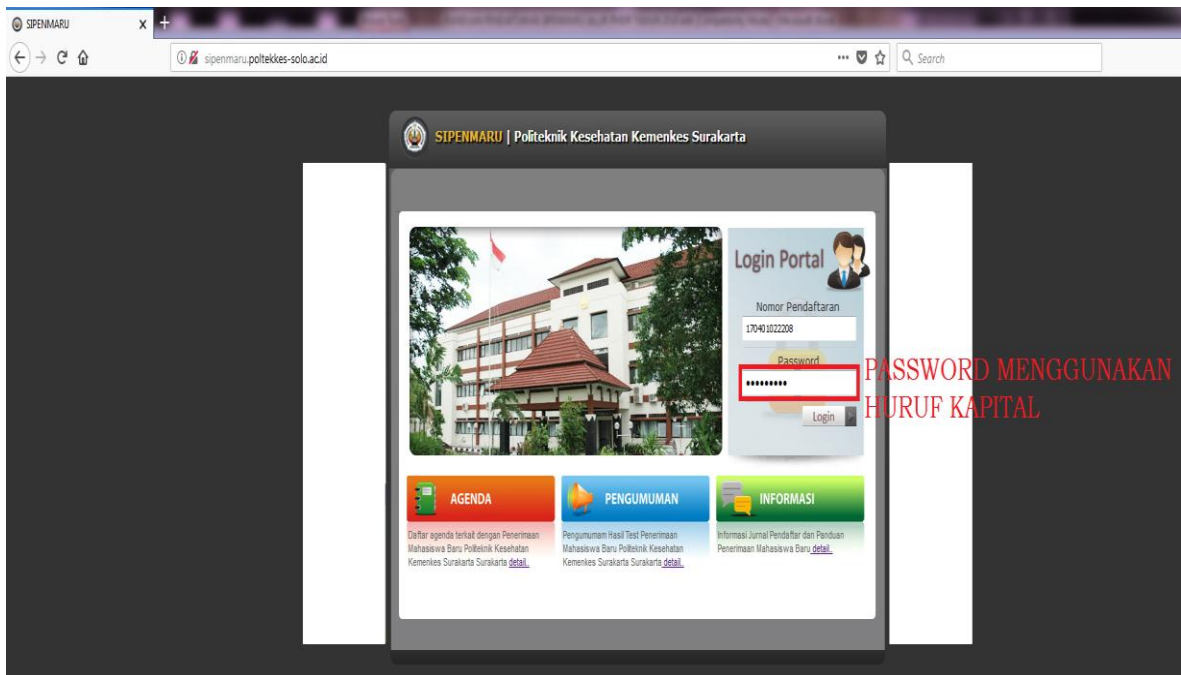 SIPENMARU x +
sipenmaru.poltekkes-solo.ac.id ... Search
SIPENMARU | Politeknik Kesehatan Kemenkes Surakarta
Login Portal
Nomor Pendaftaran
170401022208
Password
•••••••••
PASSWORD MENGGUNAKAN
HURUF KAPITAL
Login
AGENDA
Daftar agenda terkait dengan Penerimaan
Mahasiswa Baru Politeknik Kesehatan
Kemenkes Surakarta Surakarta detail..
PENGUMUMAN
Pengumumam Hasil Test Penerimaan
Mahasiswa Baru Politeknik Kesehatan
Kemenkes Surakarta Surakarta detail..
INFORMASI
Informasi Jurnal Pendaftar dan Panduan
Penerimaan Mahasiswa Baru detail..